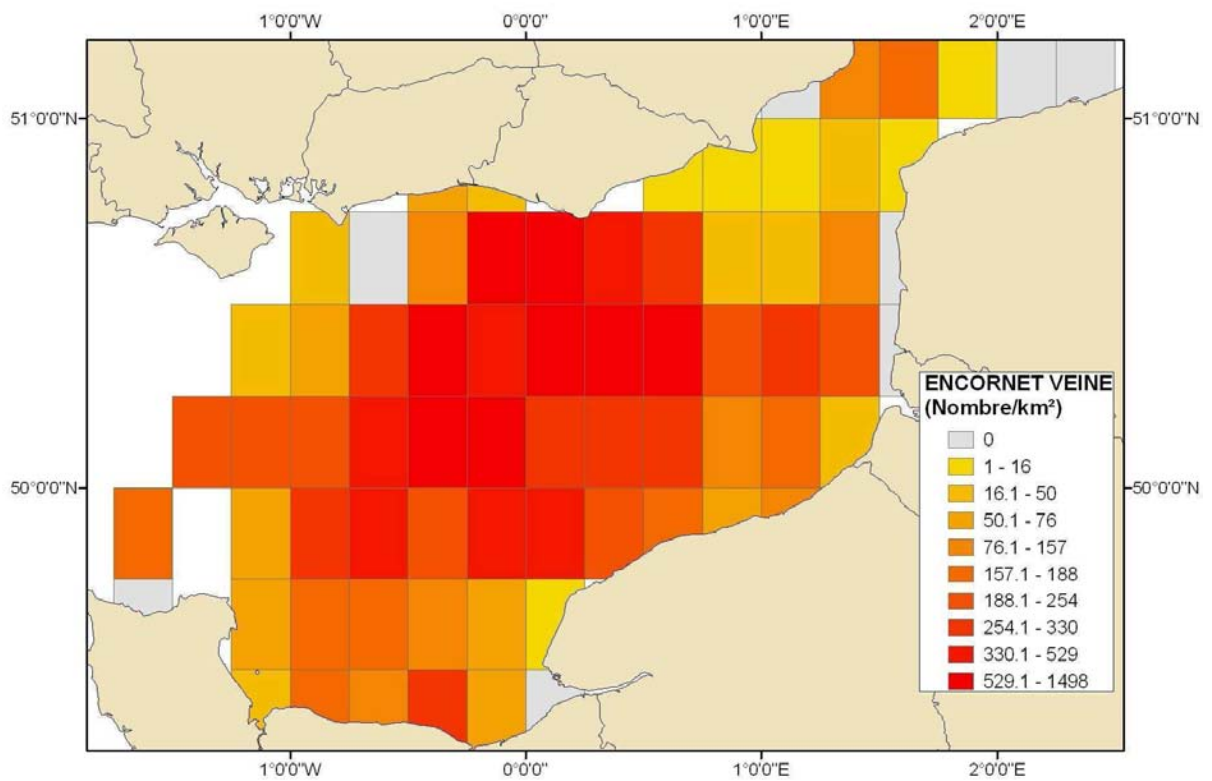 1°0'0"W 0°0'0" 1°0'0"E 2°0'0"E
51°0'0"N 51°0'0"N
ENCORNET VEINE
(Nombre/km²)
0
1 - 16
16.1 - 50
50.1 - 76
76.1 - 157
157.1 - 188
188.1 - 254
254.1 - 330
330.1 - 529
529.1 - 1498
50°0'0"N 50°0'0"N
1°0'0"W 0°0'0" 1°0'0"E 2°0'0"E